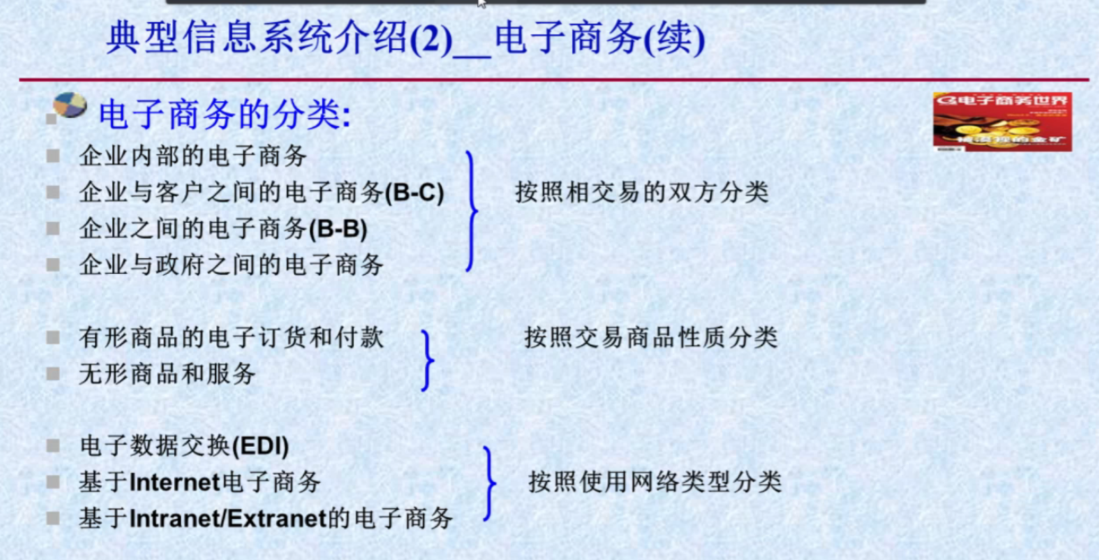 典型信息系统介绍(2)__电子商务(续)
电子商务的分类:
电子商务世界
企业内部的电子商务
企业与客户之间的电子商务(B-C)
按照相交易的双方分类
企业之间的电子商务(B-B)
企业与政府之间的电子商务
有形商品的电子订货和付款
按照交易商品性质分类
无形商品和服务
电子数据交换(EDI)
基于Internet电子商务
按照使用网络类型分类
基于Intranet/Extranet的电子商务